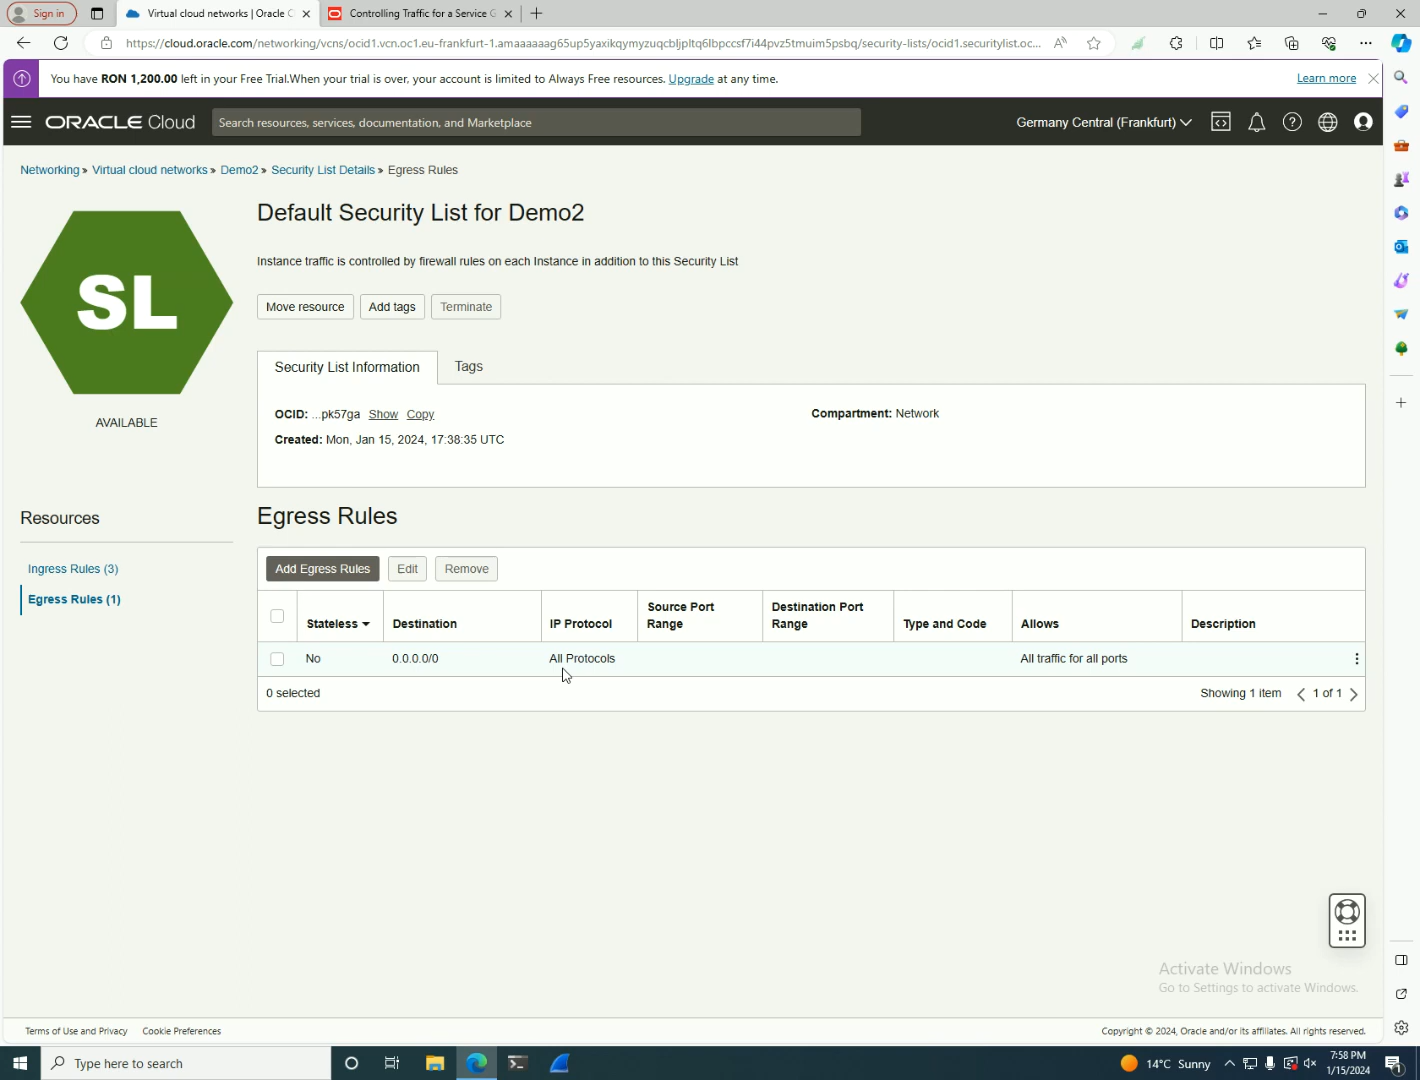 Sign in
Virtual cloud networks | Oracle C
Controlling Traffic for a Service G
https://cloud.oracle.com/networking/vcns/ocid1.vcn.oc1.eu-frankfurt-1.amaaaaaag65up5yaxikqymyzuqcbljpltq6lbpccsf7i44pvz5tmuim5psbq/security-lists/ocid1.securitylist.oc...
You have RON 1,200.00 left in your Free Trial.When your trial is over, your account is limited to Always Free resources. Upgrade at any time.
Learn more
ORACLE Cloud
Search resources, services, documentation, and Marketplace
Germany Central (Frankfurt)
Networking » Virtual cloud networks » Demo2 » Security List Details » Egress Rules
SL
AVAILABLE
Default Security List for Demo2
Instance traffic is controlled by firewall rules on each Instance in addition to this Security List
Move resource
Add tags
Terminate
Security List Information
Tags
OCID: ...pk57ga Show Copy
Compartment: Network
Created: Mon, Jan 15, 2024, 17:38:35 UTC
Resources
Ingress Rules (3)
Egress Rules (1)
Egress Rules
Add Egress Rules
Edit
Remove
Stateless
Destination
IP Protocol
Source Port Range
Destination Port Range
Type and Code
Allows
Description
No
0.0.0.0/0
All Protocols
All traffic for all ports
0 selected
Showing 1 item
1 of 1
Activate Windows
Go to Settings to activate Windows.
Terms of Use and Privacy
Cookie Preferences
Copyright © 2024, Oracle and/or its affiliates. All rights reserved.
Type here to search
14°C Sunny
7:58 PM
1/15/2024
1